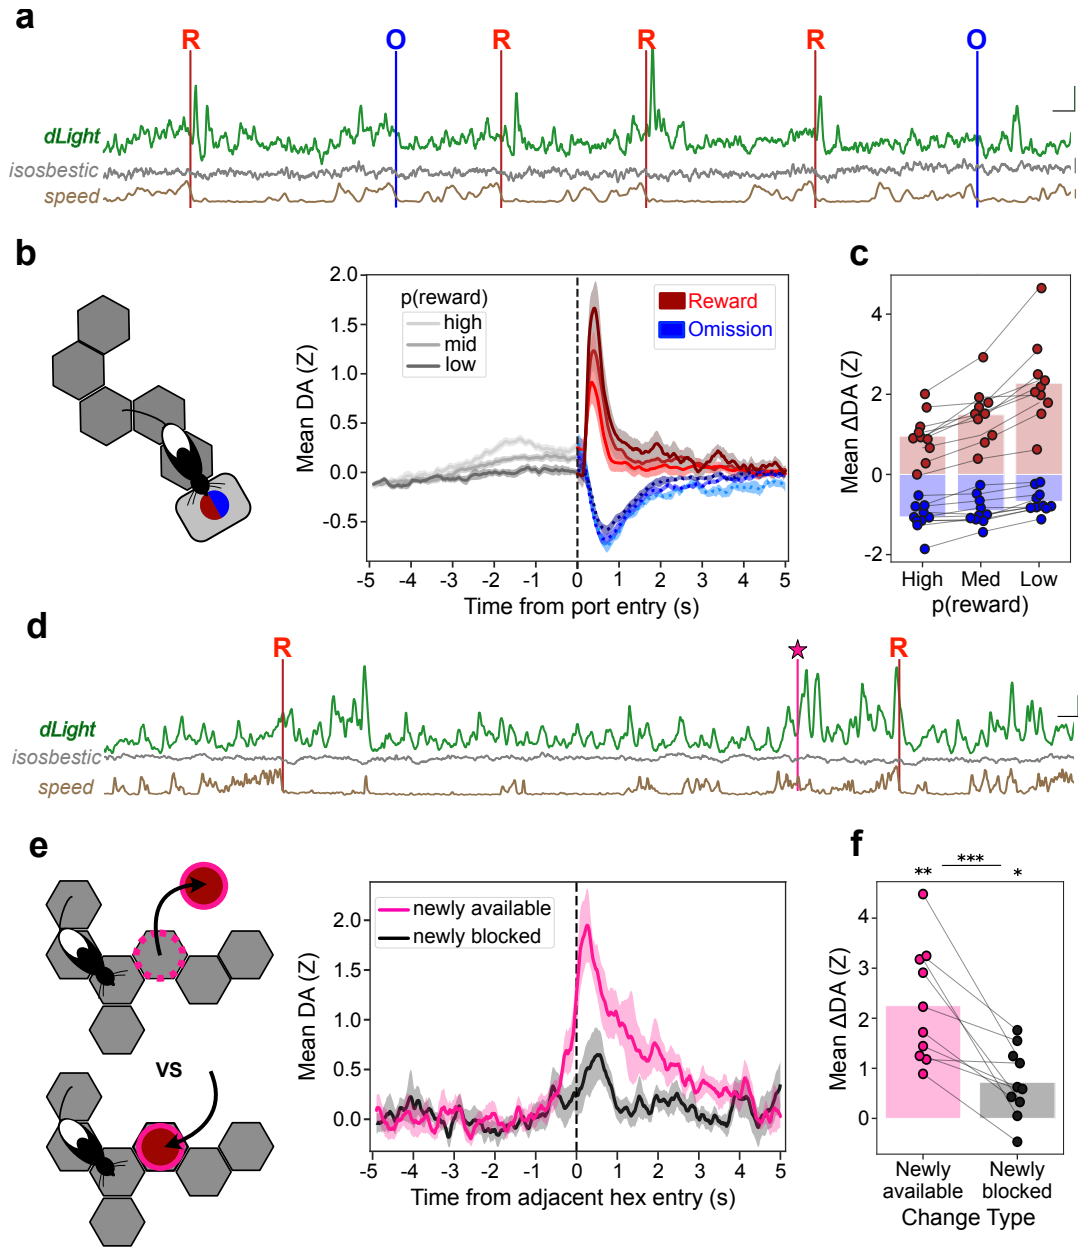 a
R O R R R O
dLight
isosbestic
speed
b
2.0
1.5
1.0
0.5
0.0
-0.5
Mean DA (Z)
p(reward)
high
mid
low
Reward
Omission
-5 -4 -3 -2 -1 0 1 2 3 4 5
Time from port entry (s)
c
4
2
0
-2
Mean ΔDA (Z)
High Med Low
p(reward)
d
R ★ R
dLight
isosbestic
speed
e
vs
2.0
1.5
1.0
0.5
0.0
Mean DA (Z)
newly available
newly blocked
-5 -4 -3 -2 -1 0 1 2 3 4 5
Time from adjacent hex entry (s)
f
***
** *
4
3
2
1
0
Mean ΔDA (Z)
Newly available
Newly blocked
Change Type